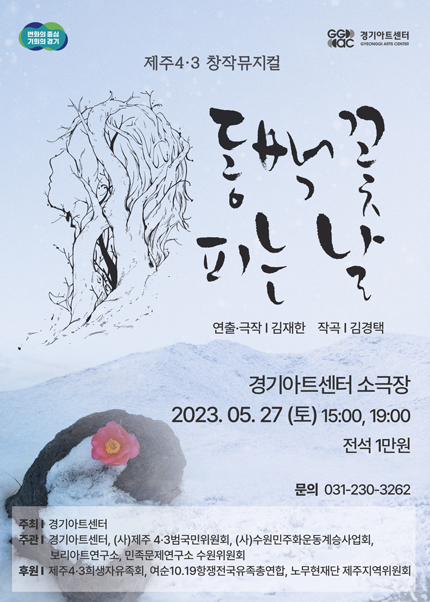 변화의 중심
기회의 경기
GG
ac
경기아트센터
GYEONGGI ARTS CENTER
제주4·3 창작뮤지컬
동백꽃
피는 날
연출·극작 I 김재한 작곡 I 김경택
경기아트센터 소극장
2023. 05. 27 (토) 15:00, 19:00
전석 1만원
문의 031-230-3262
주최 I 경기아트센터
주관 I 경기아트센터, (사)제주 4·3범국민위원회, (사)수원민주화운동계승사업회,
보리아트연구소, 민족문제연구소 수원위원회
후원 I 제주4·3희생자유족회, 여순10.19항쟁전국유족총연합, 노무현재단 제주지역위원회